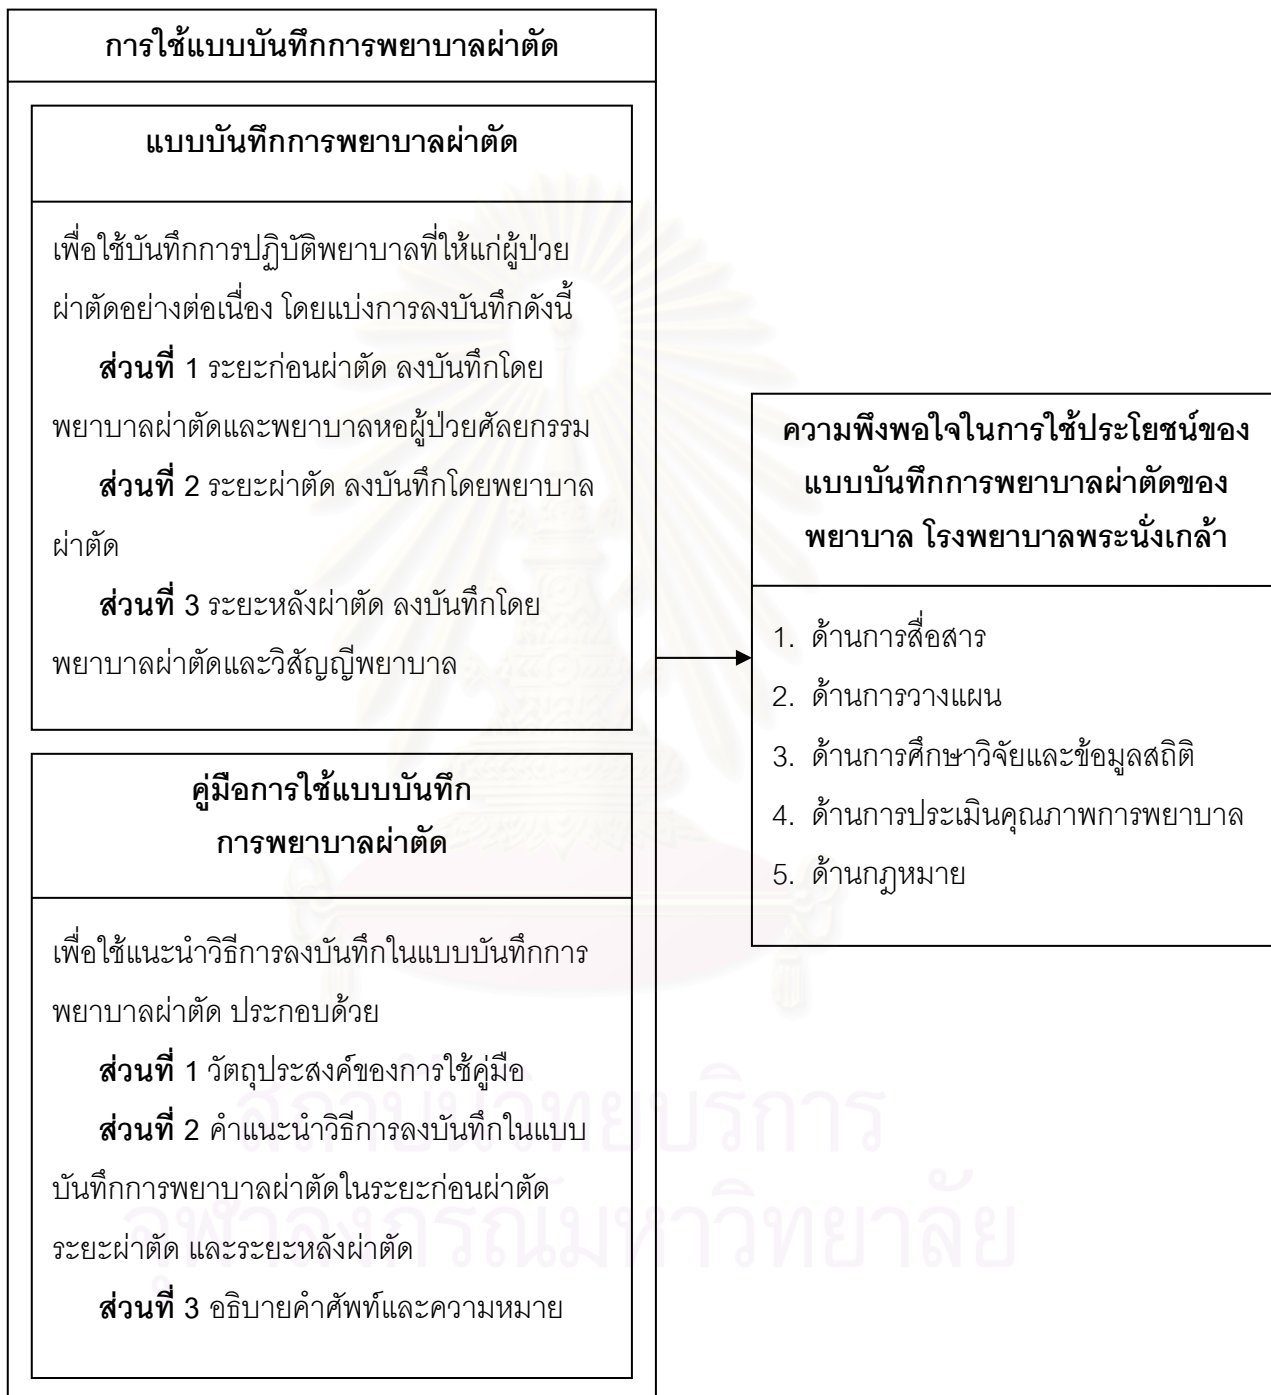 การใช้แบบบันทึกการพยาบาลผ่าตัด
แบบบันทึกการพยาบาลผ่าตัด
เพื่อใช้บันทึกการปฏิบัติพยาบาลที่ให้แก่ผู้ป่วย
ผ่าตัดอย่างต่อเนื่อง โดยแบ่งการลงบันทึกดังนี้
ส่วนที่ 1 ระยะก่อนผ่าตัด ลงบันทึกโดย
พยาบาลผ่าตัดและพยาบาลหอผู้ป่วยศัลยกรรม
ส่วนที่ 2 ระยะผ่าตัด ลงบันทึกโดยพยาบาล
ผ่าตัด
ส่วนที่ 3 ระยะหลังผ่าตัด ลงบันทึกโดย
พยาบาลผ่าตัดและวิสัญญีพยาบาล
คู่มือการใช้แบบบันทึก
การพยาบาลผ่าตัด
เพื่อใช้แนะนำวิธีการลงบันทึกในแบบบันทึกการ
พยาบาลผ่าตัด ประกอบด้วย
ส่วนที่ 1 วัตถุประสงค์ของการใช้คู่มือ
ส่วนที่ 2 คำแนะนำวิธีการลงบันทึกในแบบ
บันทึกการพยาบาลผ่าตัดในระยะก่อนผ่าตัด
ระยะผ่าตัด และระยะหลังผ่าตัด
ส่วนที่ 3 อธิบายคำศัพท์และความหมาย
ความพึงพอใจในการใช้ประโยชน์ของ
แบบบันทึกการพยาบาลผ่าตัดของ
พยาบาล โรงพยาบาลพระนั่งเกล้า
1. ด้านการสื่อสาร
2. ด้านการวางแผน
3. ด้านการศึกษาวิจัยและข้อมูลสถิติ
4. ด้านการประเมินคุณภาพการพยาบาล
5. ด้านกฎหมาย
สถาบันวิทยบริการ
จุฬาลงกรณ์มหาวิทยาลัย